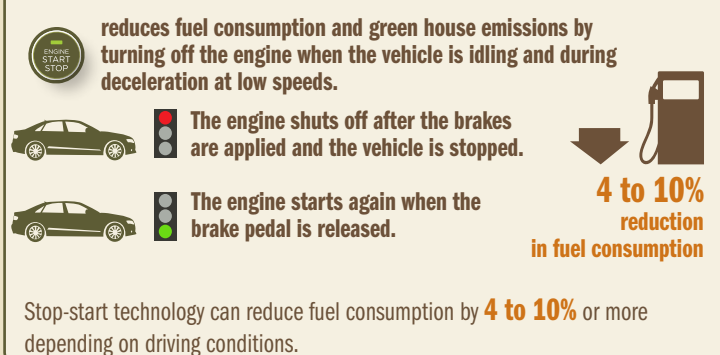 ENGINE
START
STOP
reduces fuel consumption and green house emissions by
turning off the engine when the vehicle is idling and during
deceleration at low speeds.
The engine shuts off after the brakes
are applied and the vehicle is stopped.
The engine starts again when the
brake pedal is released.
4 to 10%
reduction
in fuel consumption
Stop-start technology can reduce fuel consumption by 4 to 10% or more
depending on driving conditions.